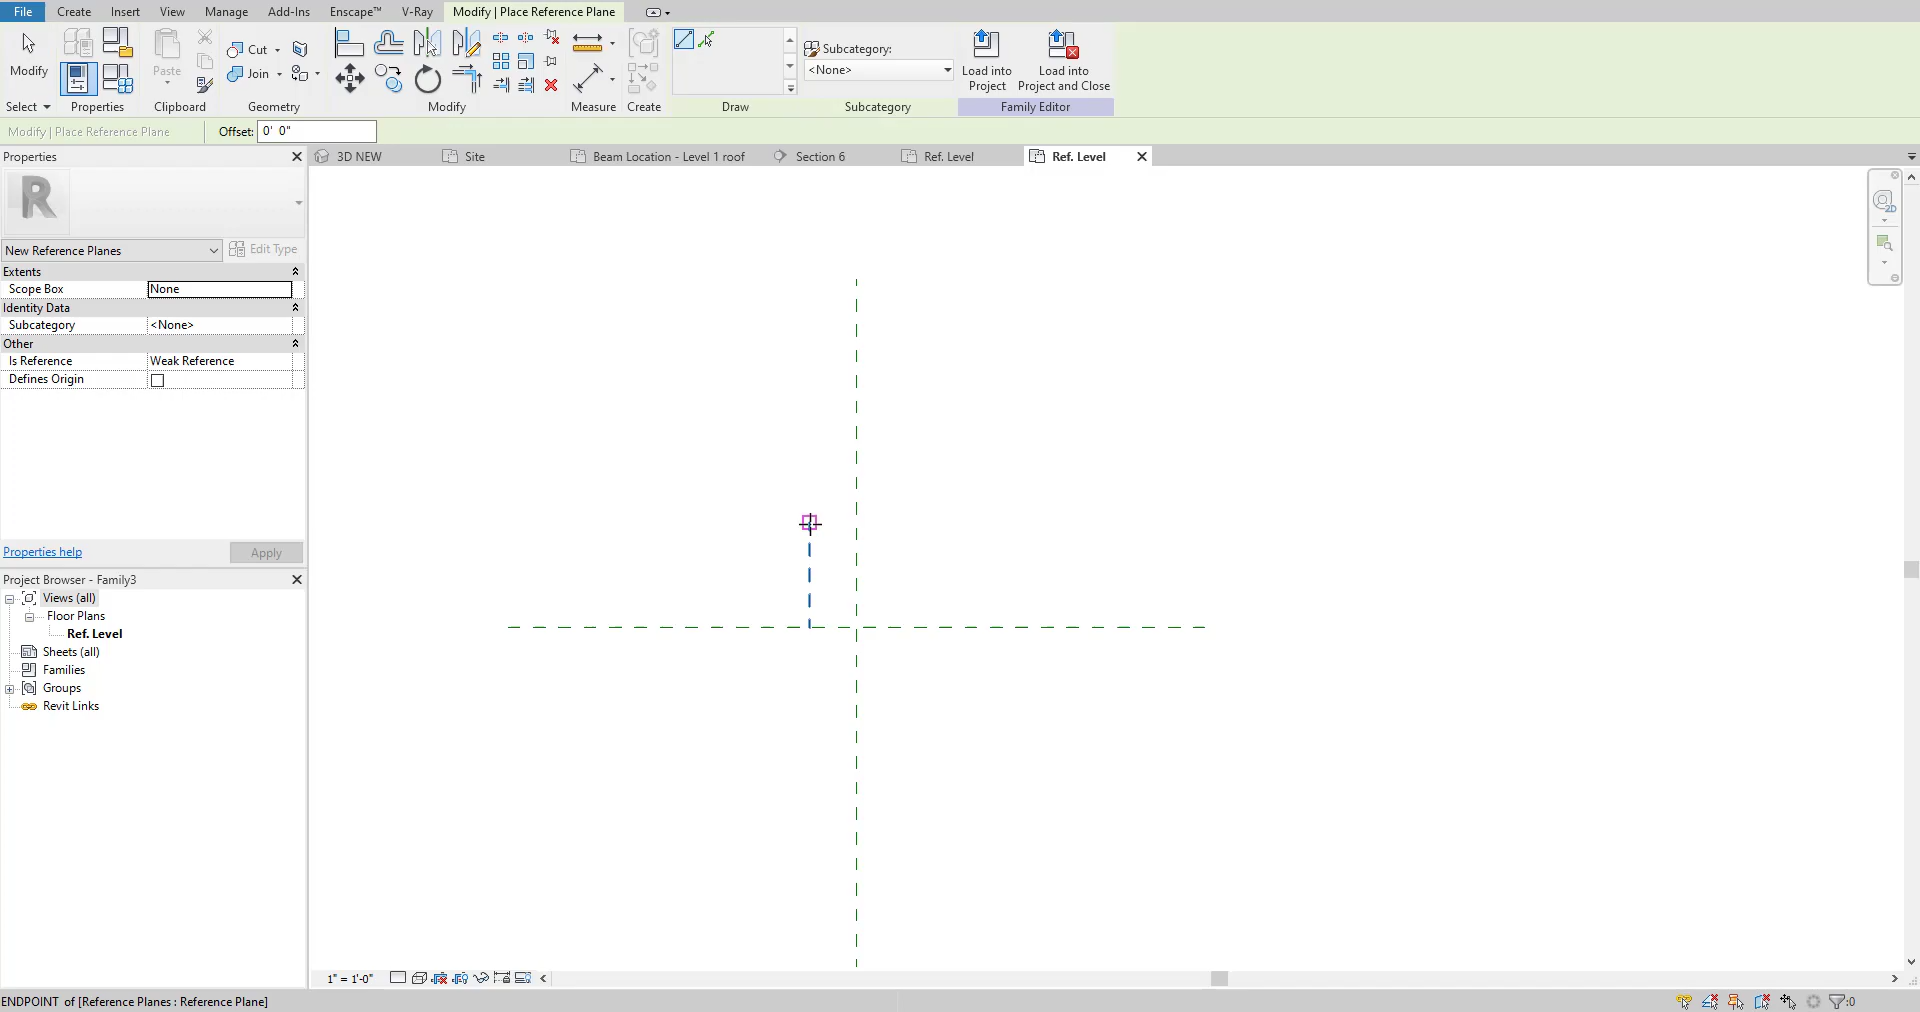 File Create Insert View Manage Add-Ins Enscape™ V-Ray Modify | Place Reference Plane
Modify Paste Cut Join Subcategory: <None> Load into Project Load into Project and Close
Select Properties Clipboard Geometry Modify Measure Create Draw Subcategory Family Editor
Modify | Place Reference Plane Offset: 0' 0"
Properties 3D NEW Site Beam Location - Level 1 roof Section 6 Ref. Level Ref. Level
R
New Reference Planes Edit Type
Extents
Scope Box None
Identity Data
Subcategory <None>
Other
Is Reference Weak Reference
Defines Origin
Properties help Apply
Project Browser - Family3
Views (all)
Floor Plans
Ref. Level
Sheets (all)
Families
Groups
Revit Links
2D
1" = 1'-0"
ENDPOINT of [Reference Planes : Reference Plane] :0